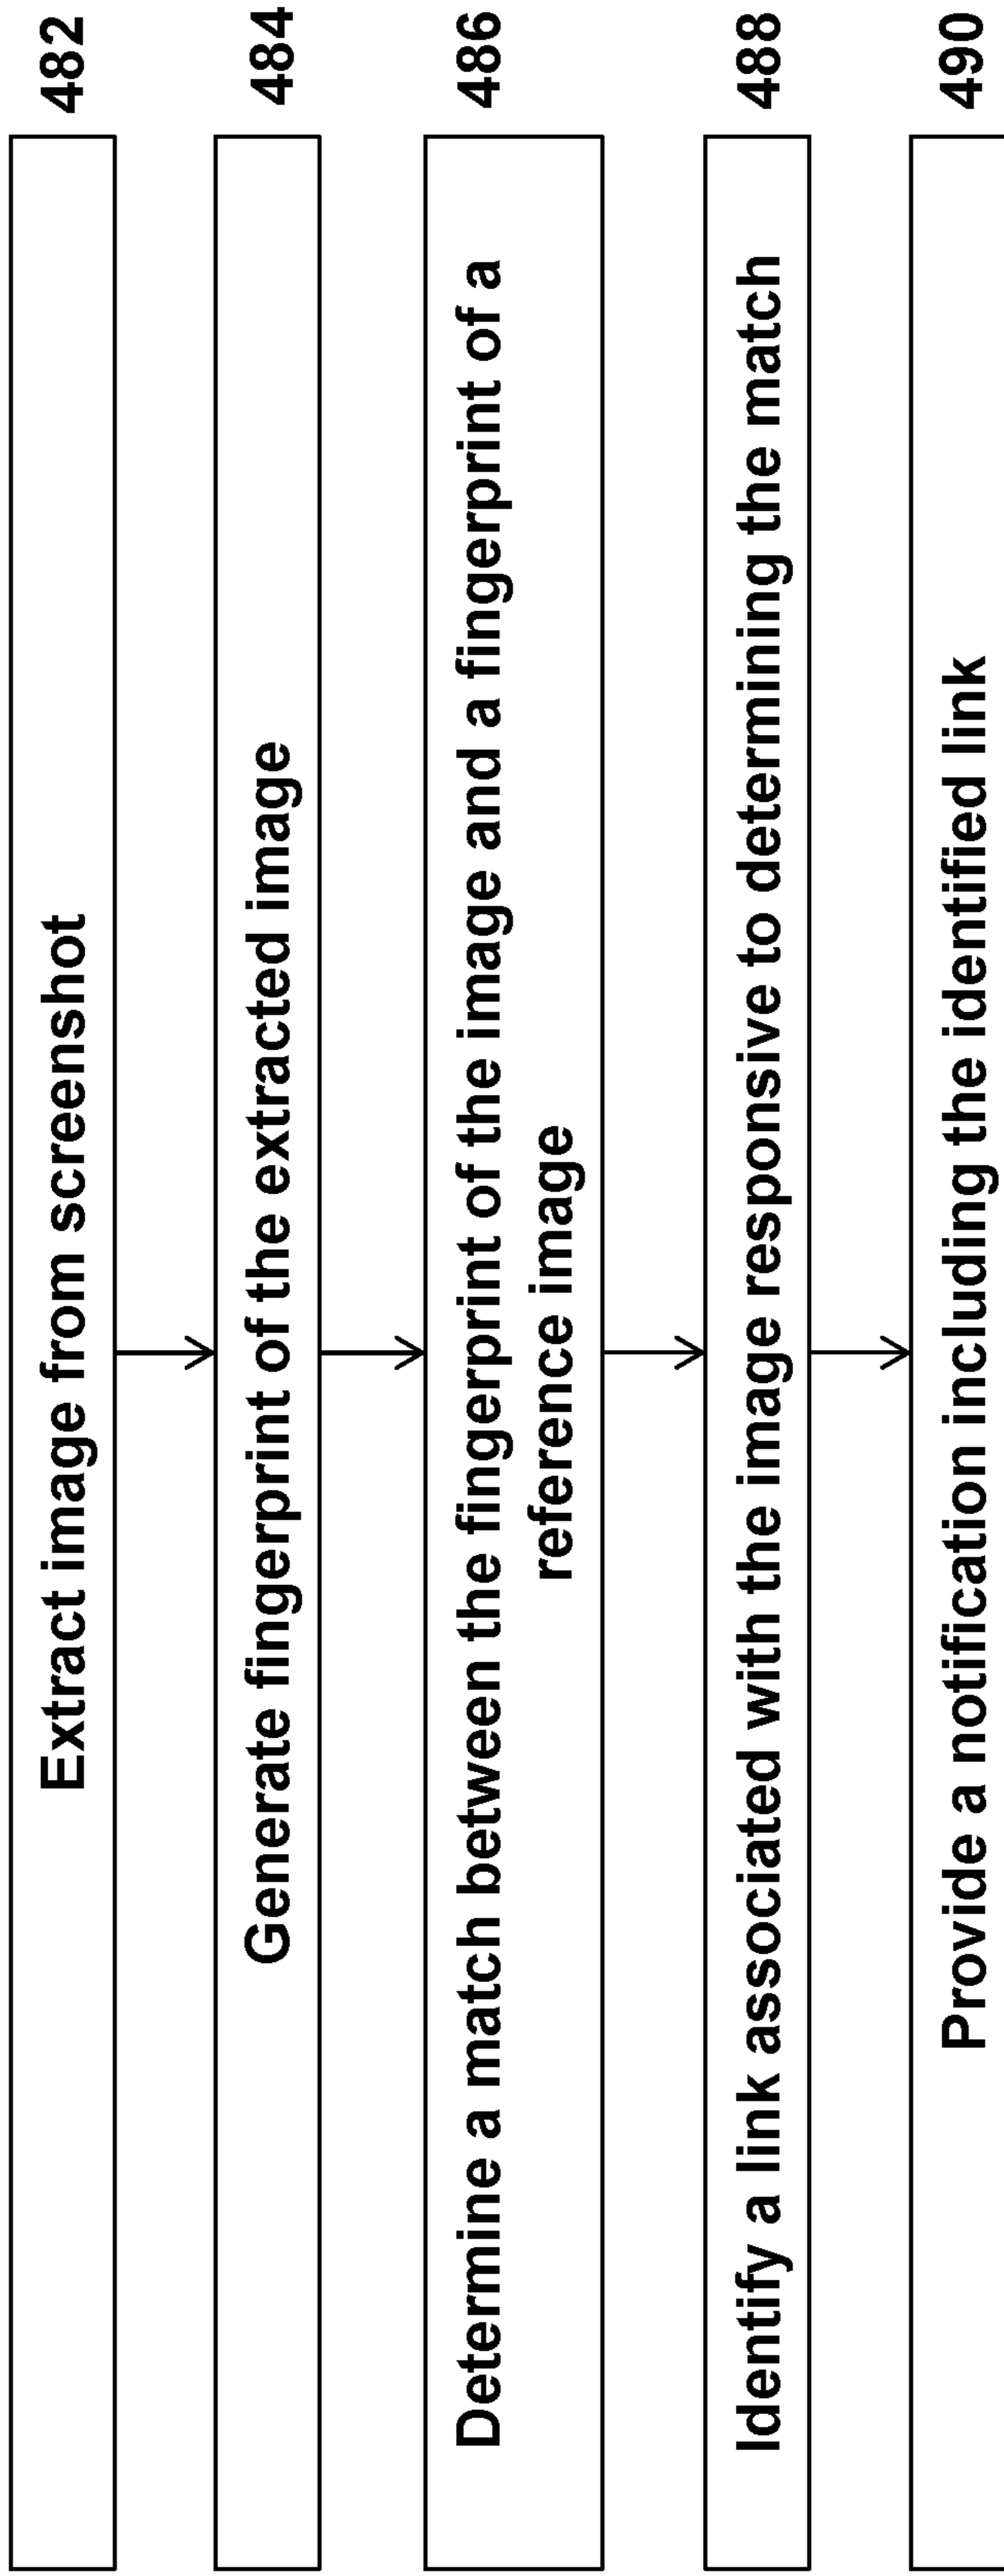 Extract image from screenshot
482
Generate fingerprint of the extracted image
484
Determine a match between the fingerprint of the image and a fingerprint of a
reference image
486
Identify a link associated with the image responsive to determining the match
488
Provide a notification including the identified link
490